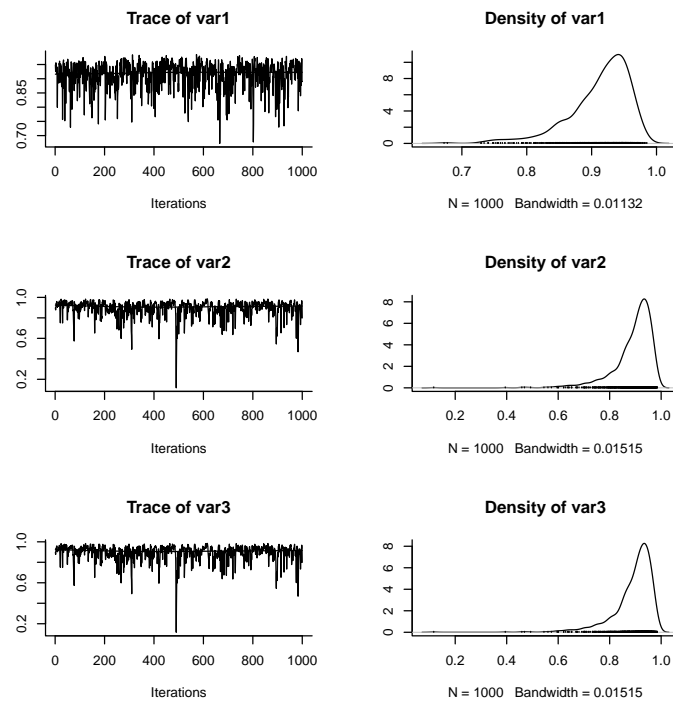 Trace of var1
0.85
0.70
0 200 400 600 800 1000
Iterations
Density of var1
8
4
0
0.7 0.8 0.9 1.0
N = 1000 Bandwidth = 0.01132
Trace of var2
1.0
0.6
0.2
0 200 400 600 800 1000
Iterations
Density of var2
8
6
4
2
0
0.2 0.4 0.6 0.8 1.0
N = 1000 Bandwidth = 0.01515
Trace of var3
1.0
0.6
0.2
0 200 400 600 800 1000
Iterations
Density of var3
8
6
4
2
0
0.2 0.4 0.6 0.8 1.0
N = 1000 Bandwidth = 0.01515